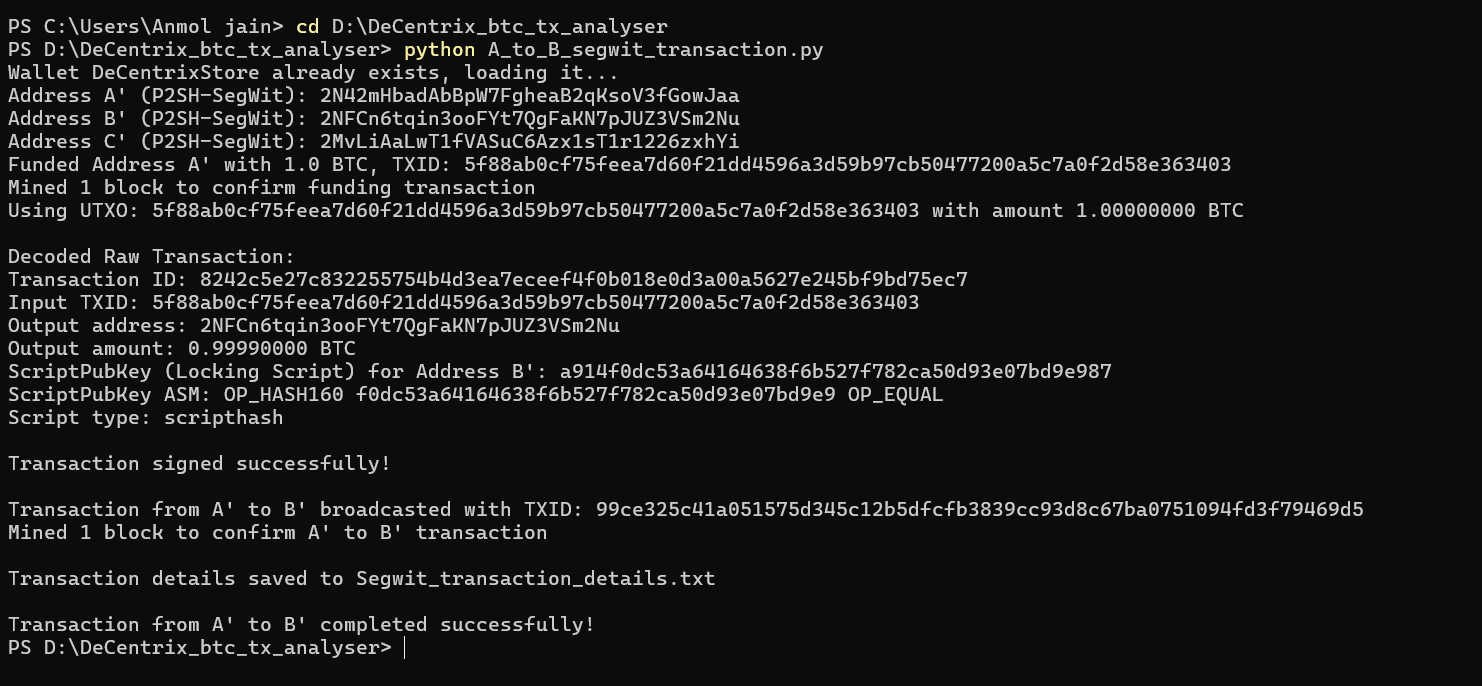 PS C:\Users\Anmol jain> cd D:\DeCentrix_btc_tx_analyser
PS D:\DeCentrix_btc_tx_analyser> python A_to_B_segwit_transaction.py
Wallet DeCentrixStore already exists, loading it...
Address A' (P2SH-SegWit): 2N42mHbadAbBpW7FgheaB2qKsoV3fGowJaa
Address B' (P2SH-SegWit): 2NFCn6tqin3ooFYt7QgFaKN7pJUZ3VSm2Nu
Address C' (P2SH-SegWit): 2MvLiAaLwT1fVASuC6Azx1sT1r1226zxhYi
Funded Address A' with 1.0 BTC, TXID: 5f88ab0cf75feea7d60f21dd4596a3d59b97cb50477200a5c7a0f2d58e363403
Mined 1 block to confirm funding transaction
Using UTXO: 5f88ab0cf75feea7d60f21dd4596a3d59b97cb50477200a5c7a0f2d58e363403 with amount 1.00000000 BTC
Decoded Raw Transaction:
Transaction ID: 8242c5e27c832255754b4d3ea7eceef4f0b018e0d3a00a5627e245bf9bd75ec7
Input TXID: 5f88ab0cf75feea7d60f21dd4596a3d59b97cb50477200a5c7a0f2d58e363403
Output address: 2NFCn6tqin3ooFYt7QgFaKN7pJUZ3VSm2Nu
Output amount: 0.99990000 BTC
ScriptPubKey (Locking Script) for Address B': a914f0dc53a64164638f6b527f782ca50d93e07bd9e987
ScriptPubKey ASM: OP_HASH160 f0dc53a64164638f6b527f782ca50d93e07bd9e9 OP_EQUAL
Script type: scripthash
Transaction signed successfully!
Transaction from A' to B' broadcasted with TXID: 99ce325c41a051575d345c12b5dfcfb3839cc93d8c67ba0751094fd3f79469d5
Mined 1 block to confirm A' to B' transaction
Transaction details saved to Segwit_transaction_details.txt
Transaction from A' to B' completed successfully!
PS D:\DeCentrix_btc_tx_analyser>